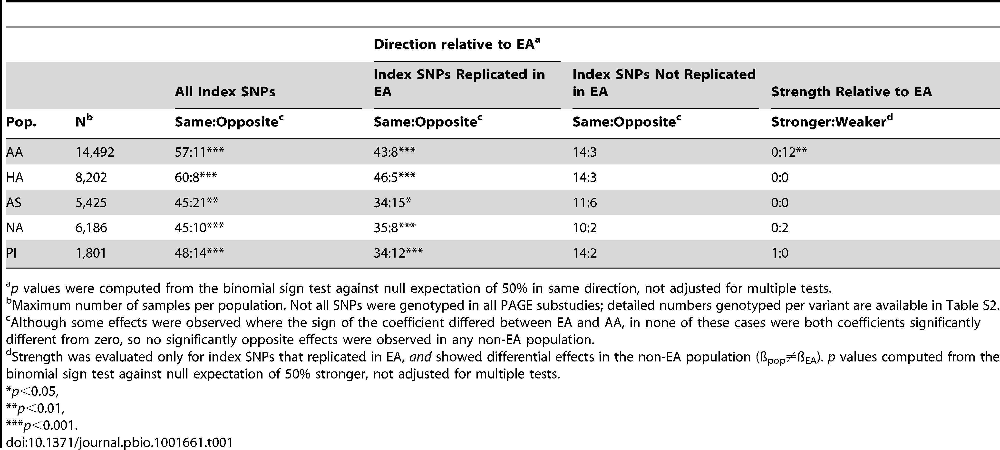 Direction relative to EAa
All Index SNPs Index SNPs Replicated in EA Index SNPs Not Replicated in EA Strength Relative to EA
Pop. Nb Same:Oppositec Same:Oppositec Same:Oppositec Stronger:Weakerd
AA 14,492 57:11*** 43:8*** 14:3 0:12**
HA 8,202 60:8*** 46:5*** 14:3 0:0
AS 5,425 45:21** 34:15* 11:6 0:0
NA 6,186 45:10*** 35:8*** 10:2 0:2
PI 1,801 48:14*** 34:12*** 14:2 1:0
ap values were computed from the binomial sign test against null expectation of 50% in same direction, not adjusted for multiple tests.
bMaximum number of samples per population. Not all SNPs were genotyped in all PAGE substudies; detailed numbers genotyped per variant are available in Table S2.
cAlthough some effects were observed where the sign of the coefficient differed between EA and AA, in none of these cases were both coefficients significantly
different from zero, so no significantly opposite effects were observed in any non-EA population.
dStrength was evaluated only for index SNPs that replicated in EA, and showed differential effects in the non-EA population (ßpop≠ßEA). p values computed from the
binomial sign test against null expectation of 50% stronger, not adjusted for multiple tests.
*p<0.05,
**p<0.01,
***p<0.001.
doi:10.1371/journal.pbio.1001661.t001